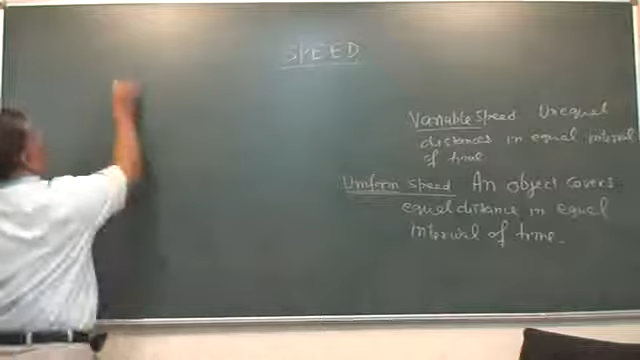 SPEED
Variable Speed Unequal
distances in equal interval
of time
Uniform speed An object covers
equal distance in equal
interval of time.